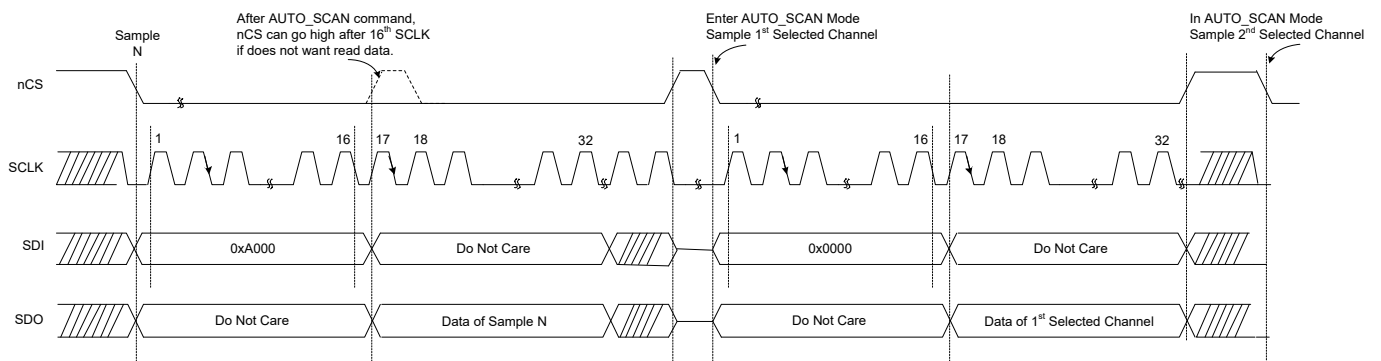 After AUTO_SCAN command,
nCS can go high after 16th SCLK
if does not want read data.
Enter AUTO_SCAN Mode
Sample 1st Selected Channel
In AUTO_SCAN Mode
Sample 2nd Selected Channel
Sample
N
nCS
1
16
17
18
32
1
16
17
18
32
SCLK
SDI
0xA000
Do Not Care
0x0000
Do Not Care
SDO
Do Not Care
Data of Sample N
Do Not Care
Data of 1st Selected Channel